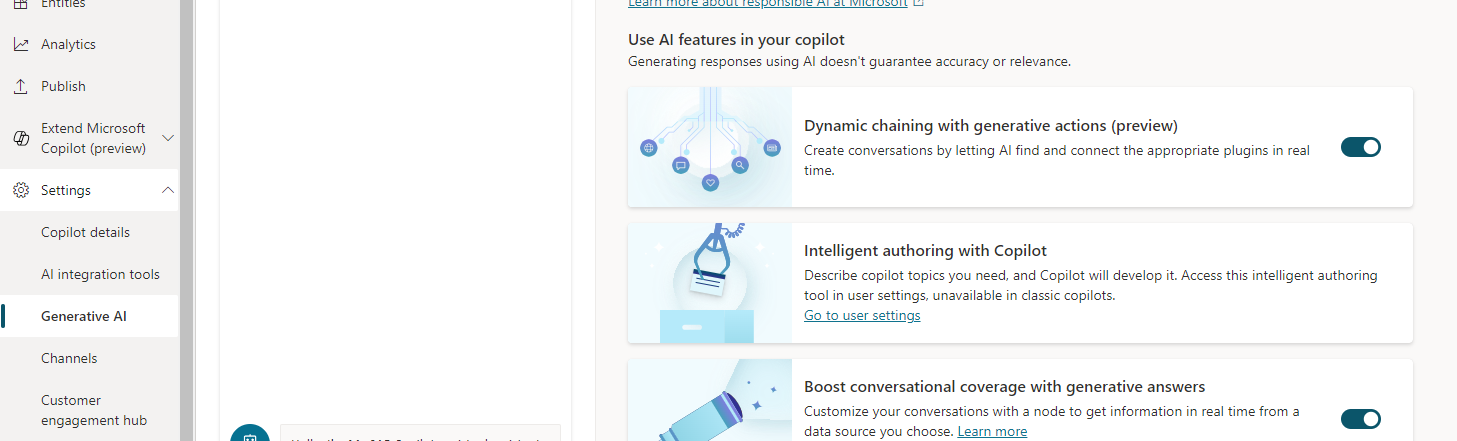 Entities
Analytics
Publish
Extend Microsoft
Copilot (preview)
Settings
Copilot details
AI integration tools
Generative AI
Channels
Customer
engagement hub
Learn more about responsible AI at Microsoft
Use AI features in your copilot
Generating responses using AI doesn't guarantee accuracy or relevance.
Dynamic chaining with generative actions (preview)
Create conversations by letting AI find and connect the appropriate plugins in real
time.
Intelligent authoring with Copilot
Describe copilot topics you need, and Copilot will develop it. Access this intelligent authoring
tool in user settings, unavailable in classic copilots.
Go to user settings
Boost conversational coverage with generative answers
Customize your conversations with a node to get information in real time from a
data source you choose. Learn more